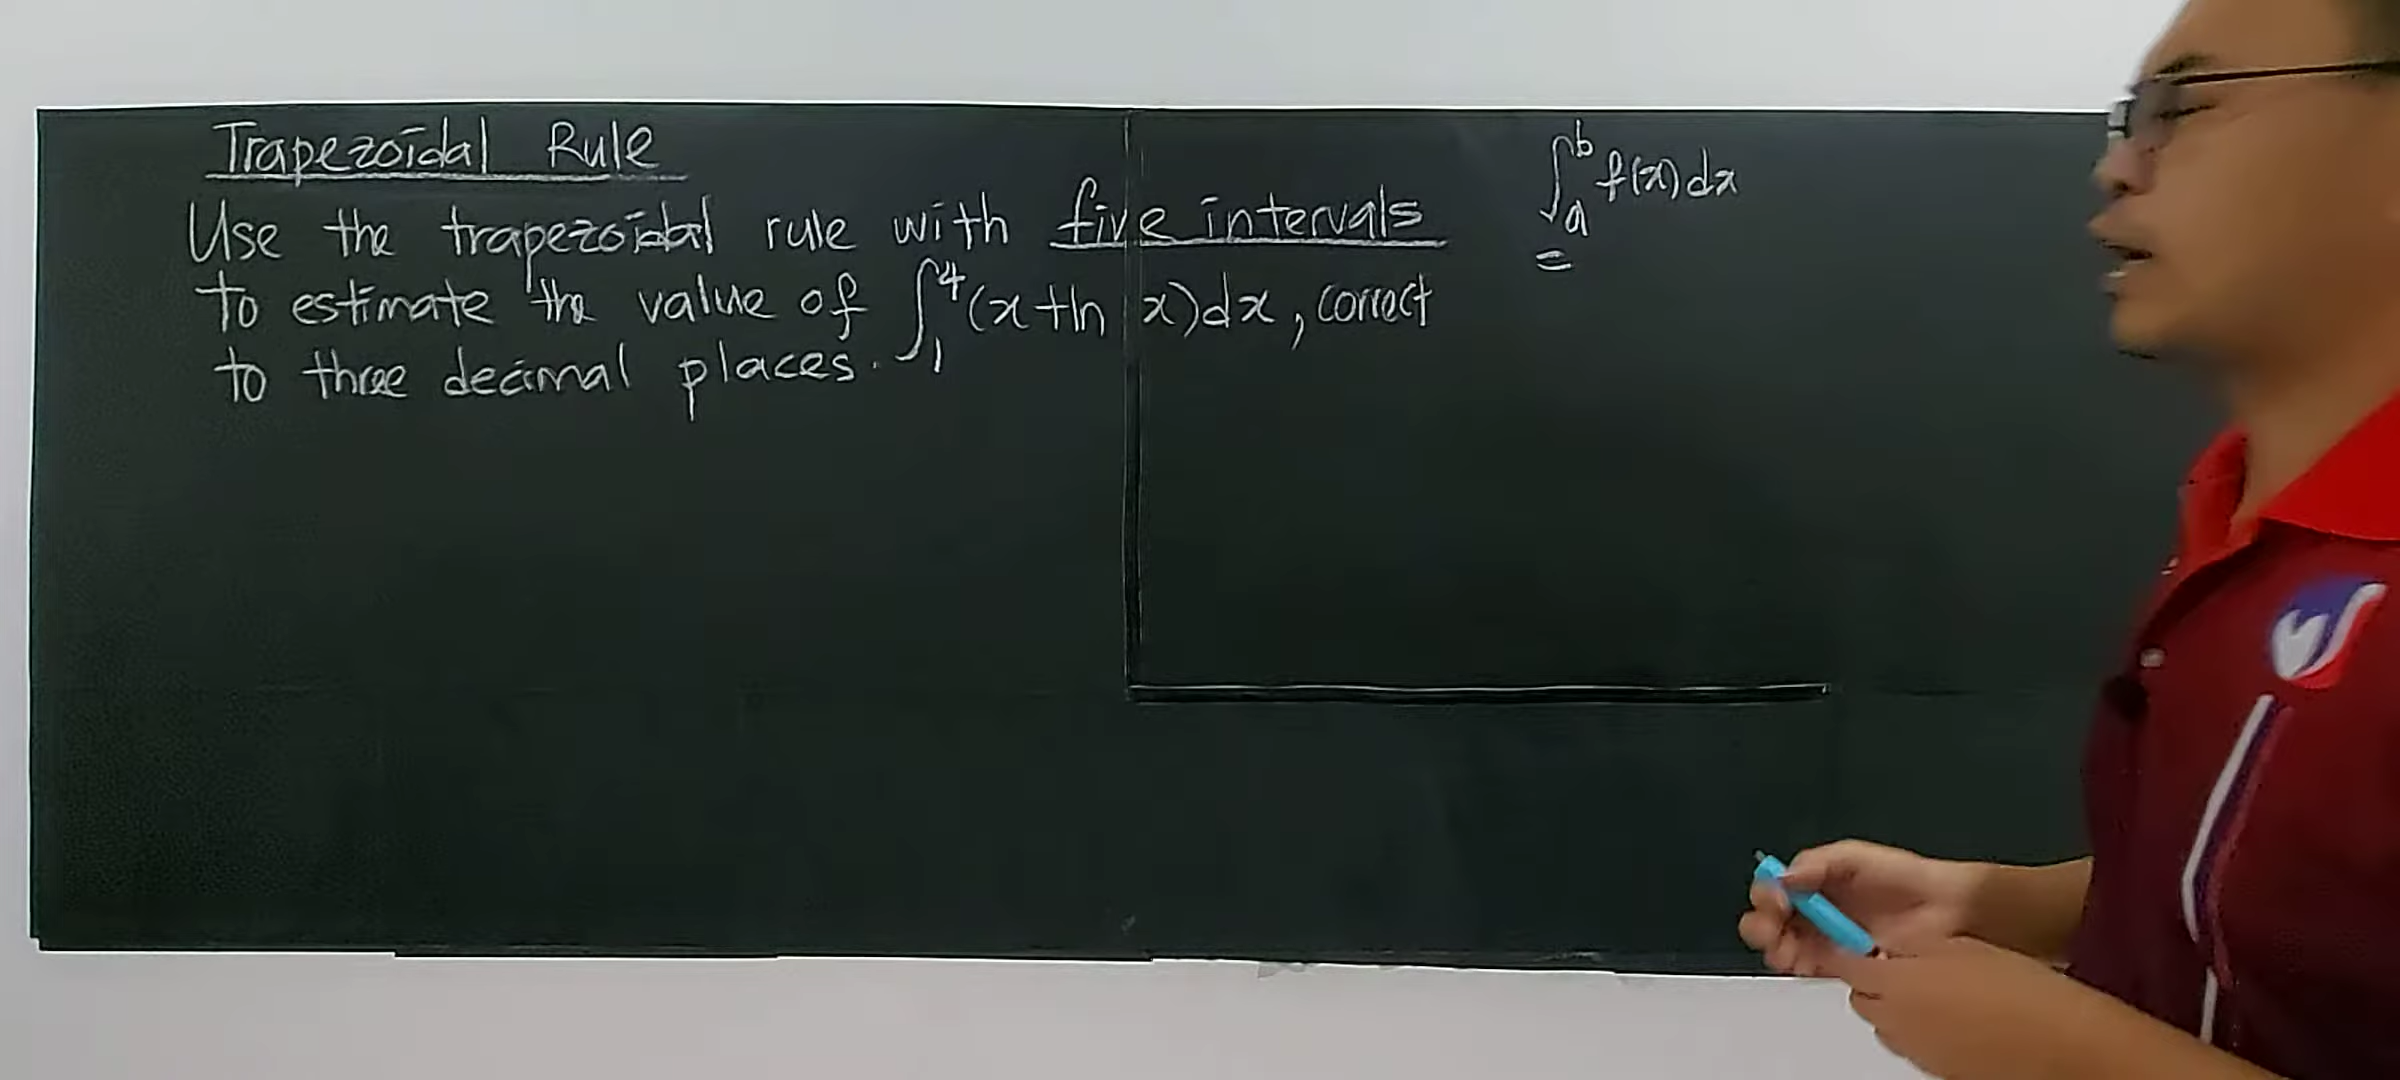 Trapezoidal Rule
Use the trapezoidal rule with five intervals
to estimate the value of ∫₁⁴(x+ln x)dx, correct
to three decimal places.
∫ₐᵇ f(x)dx
=